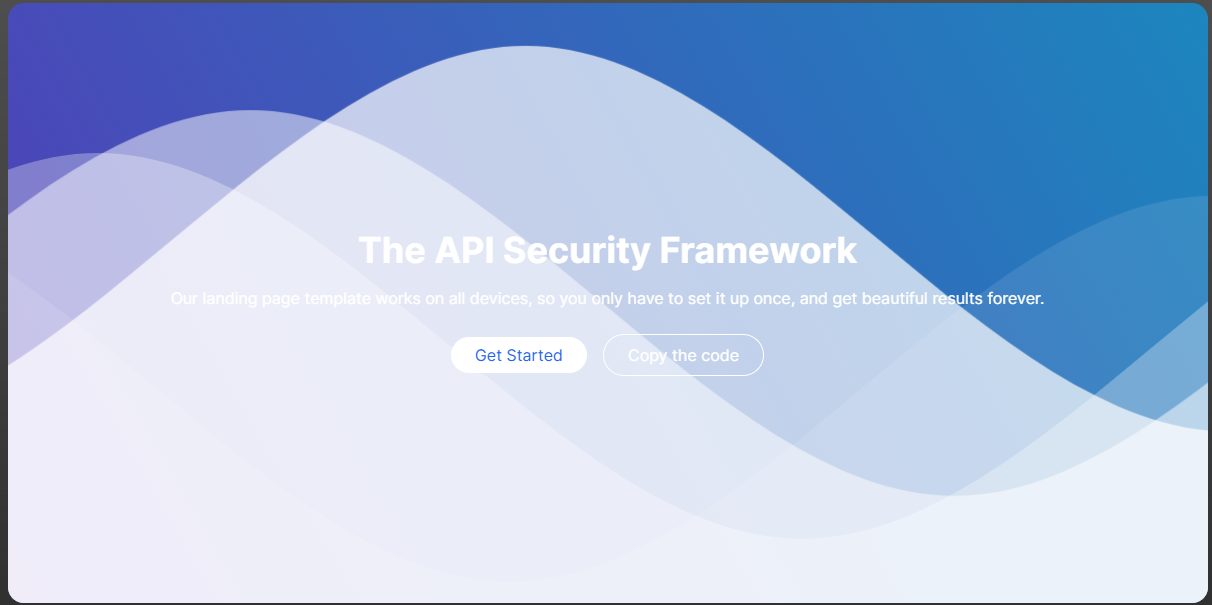 The API Security Framework
Our landing page template works on all devices, so you only have to set it up once, and get beautiful results forever.
Get Started
Copy the code